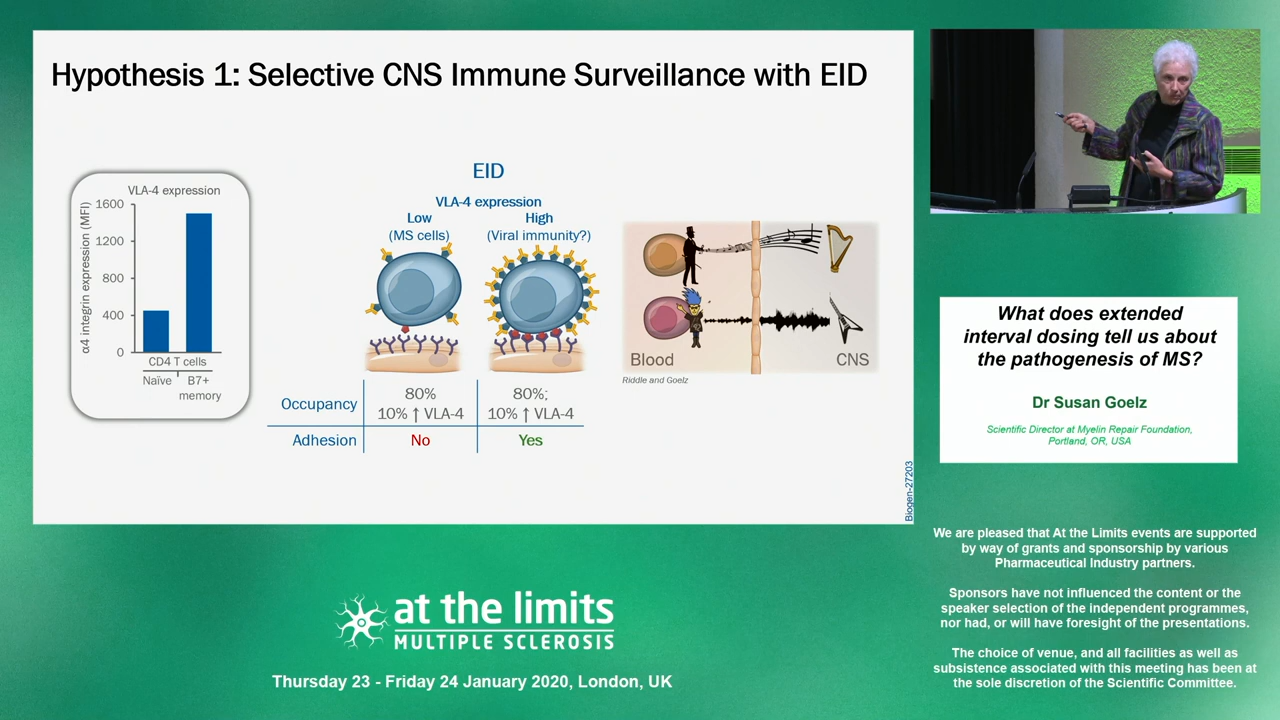 Hypothesis 1: Selective CNS Immune Surveillance with EID
VLA-4 expression
α4 integrin expression (MFI)
1600
1200
800
400
0
CD4 T cells
Naïve
B7+
memory
EID
VLA-4 expression
Low
(MS cells)
High
(Viral immunity?)
Occupancy
80%
10% ↑ VLA-4
80%;
10% ↑ VLA-4
Adhesion
No
Yes
Blood
CNS
Riddle and Goelz
Biogen-27203
What does extended
interval dosing tell us about
the pathogenesis of MS?
Dr Susan Goelz
Scientific Director at Myelin Repair Foundation,
Portland, OR, USA
We are pleased that At the Limits events are supported
by way of grants and sponsorship by various
Pharmaceutical Industry partners.
Sponsors have not influenced the content or the
speaker selection of the independent programmes,
nor had, or will have foresight of the presentations.
The choice of venue, and all facilities as well as
subsistence associated with this meeting has been at
the sole discretion of the Scientific Committee.
at the limits
MULTIPLE SCLEROSIS
Thursday 23 - Friday 24 January 2020, London, UK